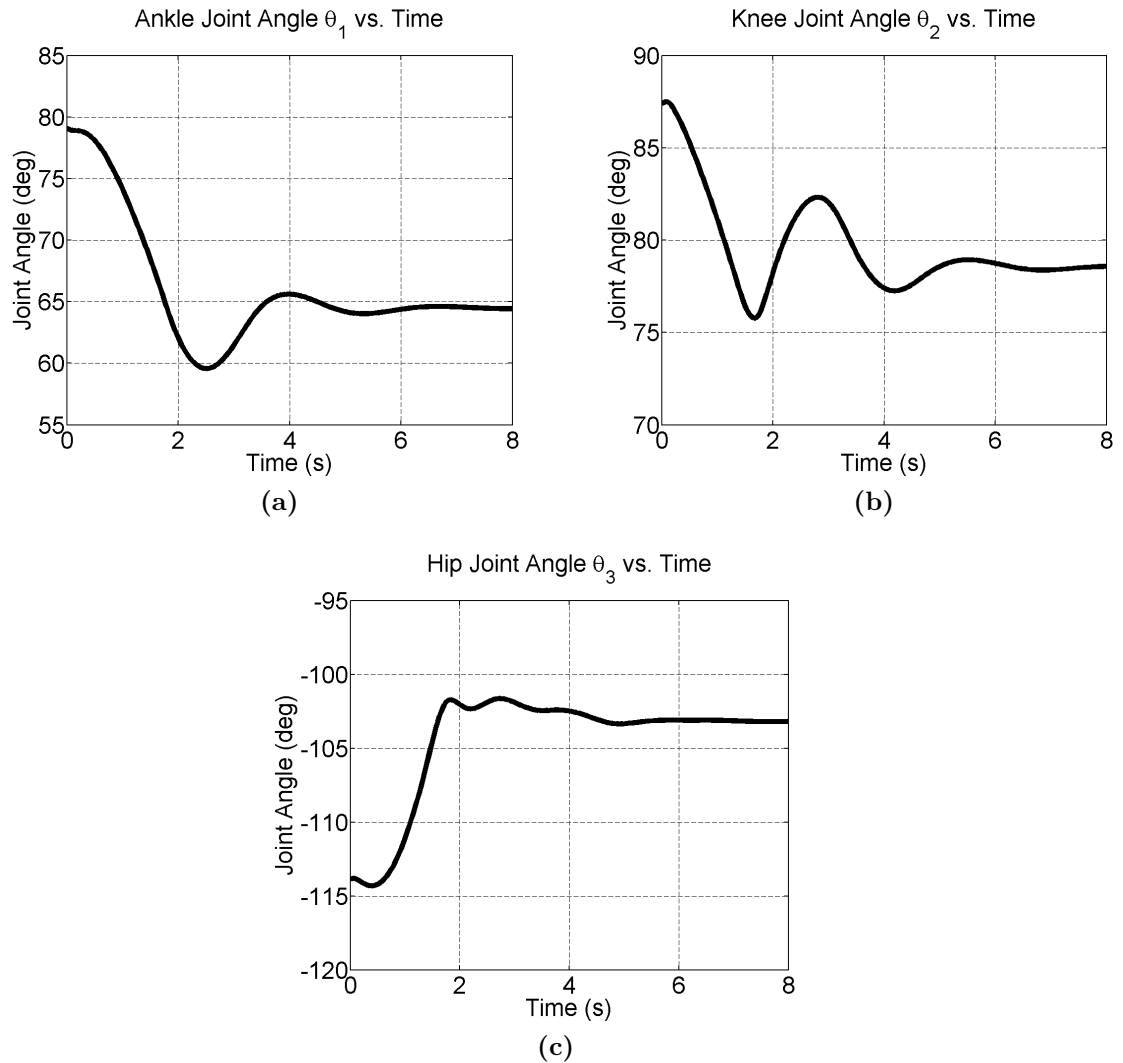 Ankle Joint Angle θ1 vs. Time
85
80
75
70
65
60
55
Joint Angle (deg)
0 2 4 6 8
Time (s)
(a)
Knee Joint Angle θ2 vs. Time
90
85
80
75
70
Joint Angle (deg)
0 2 4 6 8
Time (s)
(b)
Hip Joint Angle θ3 vs. Time
-95
-100
-105
-110
-115
-120
Joint Angle (deg)
0 2 4 6 8
Time (s)
(c)